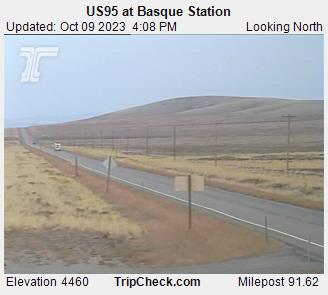 US95 at Basque Station
Updated: Oct 09 2023 4:08 PM Looking North
Elevation 4460 TripCheck.com Milepost 91.62